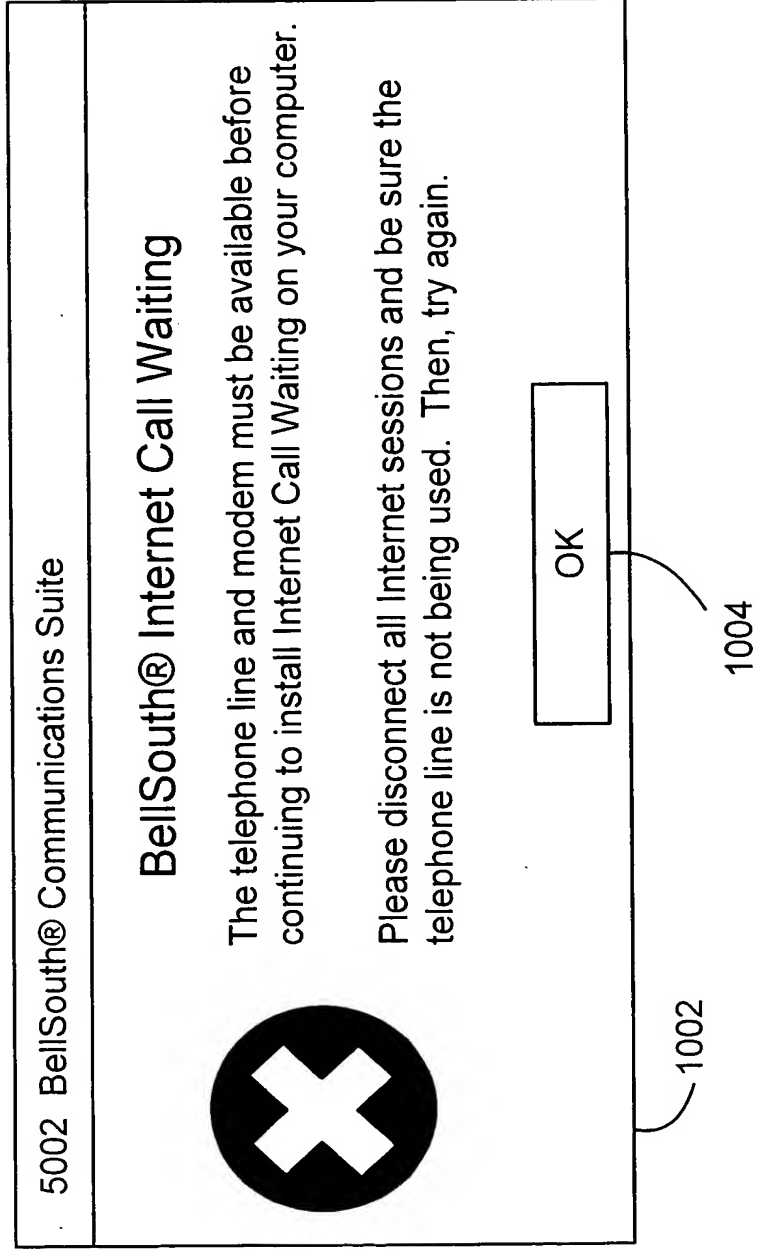 5002 BellSouth® Communications Suite
BellSouth® Internet Call Waiting
The telephone line and modem must be available before
continuing to install Internet Call Waiting on your computer.
Please disconnect all Internet sessions and be sure the
telephone line is not being used. Then, try again.
OK
1002
1004